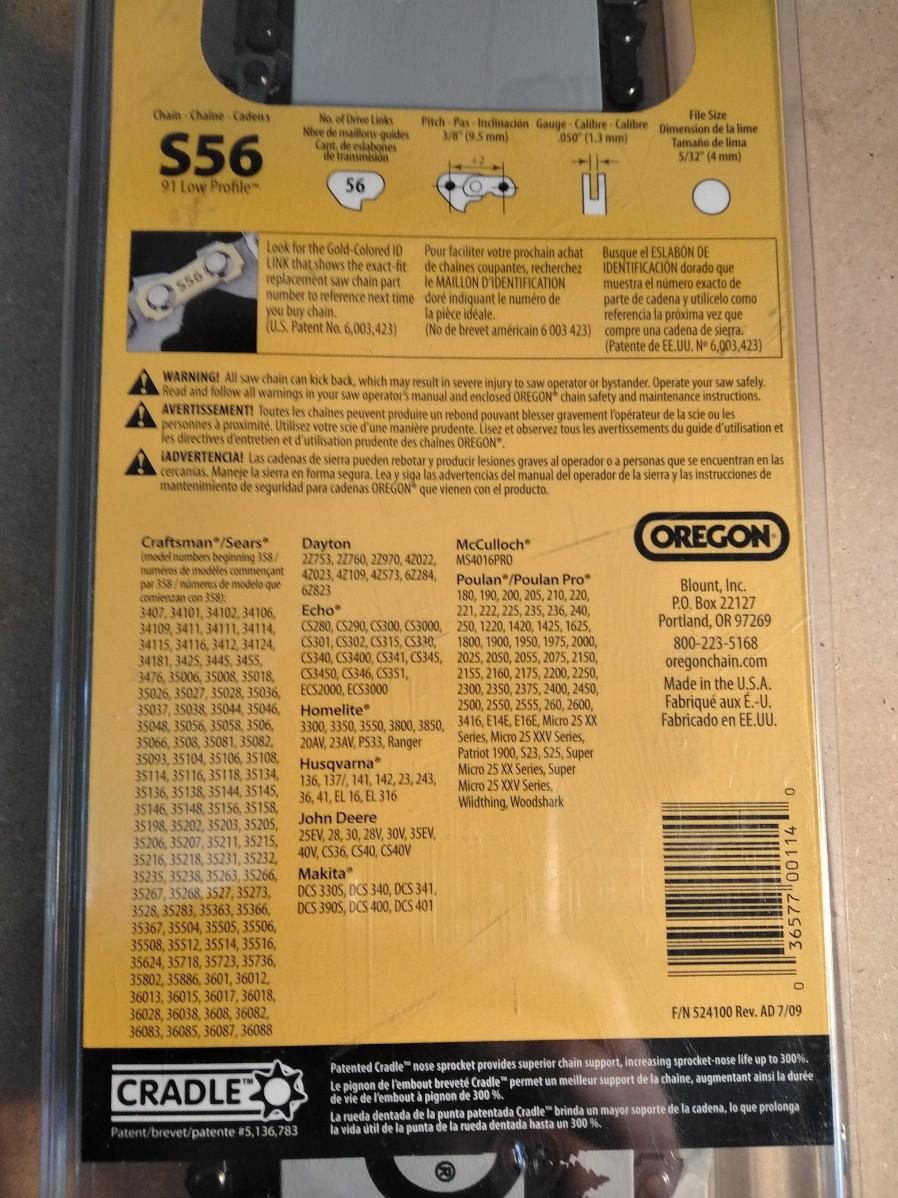 Chain - Chaîne - Cadena
S56
91 Low Profile™
No. of Drive Links
Nbre de maillons-guides
Cant. de eslabones
de transmisión
56
Pitch - Pas - Inclinación
3/8" (9.5 mm)
÷2
Gauge - Calibre - Calibre
.050" (1.3 mm)
File Size
Dimension de la lime
Tamaño de lima
5/32" (4 mm)
S56
Look for the Gold-Colored ID
LINK that shows the exact-fit
replacement saw chain part
number to reference next time
you buy chain.
(U.S. Patent No. 6,003,423)
Pour faciliter votre prochain achat
de chaînes coupantes, recherchez
le MAILLON D'IDENTIFICATION
doré indiquant le numéro de
la pièce idéale.
(No de brevet américain 6 003 423)
Busque el ESLABÓN DE
IDENTIFICACIÓN dorado que
muestra el número exacto de
parte de cadena y utilícelo como
referencia la próxima vez que
compre una cadena de sierra.
(Patente de EE.UU. Nº 6,003,423)
WARNING! All saw chain can kick back, which may result in severe injury to saw operator or bystander. Operate your saw safely.
Read and follow all warnings in your saw operator's manual and enclosed OREGON® chain safety and maintenance instructions.
AVERTISSEMENT! Toutes les chaînes peuvent produire un rebond pouvant blesser gravement l'opérateur de la scie ou les
personnes à proximité. Utilisez votre scie d'une manière prudente. Lisez et observez tous les avertissements du guide d'utilisation et
les directives d'entretien et d'utilisation prudente des chaînes OREGON®.
¡ADVERTENCIA! Las cadenas de sierra pueden rebotar y producir lesiones graves al operador o a personas que se encuentran en las
cercanías. Maneje la sierra en forma segura. Lea y siga las advertencias del manual del operador de la sierra y las instrucciones de
mantenimiento de seguridad para cadenas OREGON® que vienen con el producto.
Craftsman®/Sears®
(model numbers beginning 358 /
numéros de modèles commençant
par 358 / números de modelo que
comienzan con 358):
3407, 34101, 34102, 34106,
34109, 3411, 34111, 34114,
34115, 34116, 3412, 34124,
34181, 3425, 3445, 3455,
3476, 35006, 35008, 35018,
35026, 35027, 35028, 35036,
35037, 35038, 35044, 35046,
35048, 35056, 35058, 3506,
35066, 3508, 35081, 35082,
35093, 35104, 35106, 35108,
35114, 35116, 35118, 35134,
35136, 35138, 35144, 35145,
35146, 35148, 35156, 35158,
35198, 35202, 35203, 35205,
35206, 35207, 35211, 35215,
35216, 35218, 35231, 35232,
35235, 35238, 35263, 35266,
35267, 35268, 3527, 35273,
3528, 35283, 35363, 35366,
35367, 35504, 35505, 35506,
35508, 35512, 35514, 35516,
35624, 35718, 35723, 35736,
35802, 35886, 3601, 36012,
36013, 36015, 36017, 36018,
36028, 36038, 3608, 36082,
36083, 36085, 36087, 36088
Dayton
2Z753, 2Z760, 2Z970, 4Z022,
4Z023, 4Z109, 4Z573, 6Z284,
6Z823
Echo®
CS280, CS290, CS300, CS3000,
CS301, CS302, CS315, CS330,
CS340, CS3400, CS341, CS345,
CS3450, CS346, CS351,
ECS2000, ECS3000
Homelite®
3300, 3350, 3550, 3800, 3850,
20AV, 23AV, PS33, Ranger
Husqvarna®
136, 137/, 141, 142, 23, 243,
36, 41, EL 16, EL 316
John Deere
25EV, 28, 30, 28V, 30V, 35EV,
40V, CS36, CS40, CS40V
Makita®
DCS 330S, DCS 340, DCS 341,
DCS 390S, DCS 400, DCS 401
McCulloch®
MS4016PRO
Poulan®/Poulan Pro®
180, 190, 200, 205, 210, 220,
221, 222, 225, 235, 236, 240,
250, 1220, 1420, 1425, 1625,
1800, 1900, 1950, 1975, 2000,
2025, 2050, 2055, 2075, 2150,
2155, 2160, 2175, 2200, 2250,
2300, 2350, 2375, 2400, 2450,
2500, 2550, 2555, 260, 2600,
3416, E14E, E16E, Micro 25 XX
Series, Micro 25 XXV Series,
Patriot 1900, S23, S25, Super
Micro 25 XX Series, Super
Micro 25 XXV Series,
Wildthing, Woodshark
OREGON®
Blount, Inc.
P.O. Box 22127
Portland, OR 97269
800-223-5168
oregonchain.com
Made in the U.S.A.
Fabriqué aux É.-U.
Fabricado en EE.UU.
0 36577 00114 0
F/N 524100 Rev. AD 7/09
CRADLE™
Patent/brevet/patente #5,136,783
Patented Cradle™ nose sprocket provides superior chain support, increasing sprocket-nose life up to 300%.
Le pignon de l'embout breveté Cradle™ permet un meilleur support de la chaîne, augmentant ainsi la durée
de vie de l'embout à pignon de 300 %.
La rueda dentada de la punta patentada Cradle™ brinda un mayor soporte de la cadena, lo que prolonga
la vida útil de la punta de la rueda dentada hasta un 300 %.